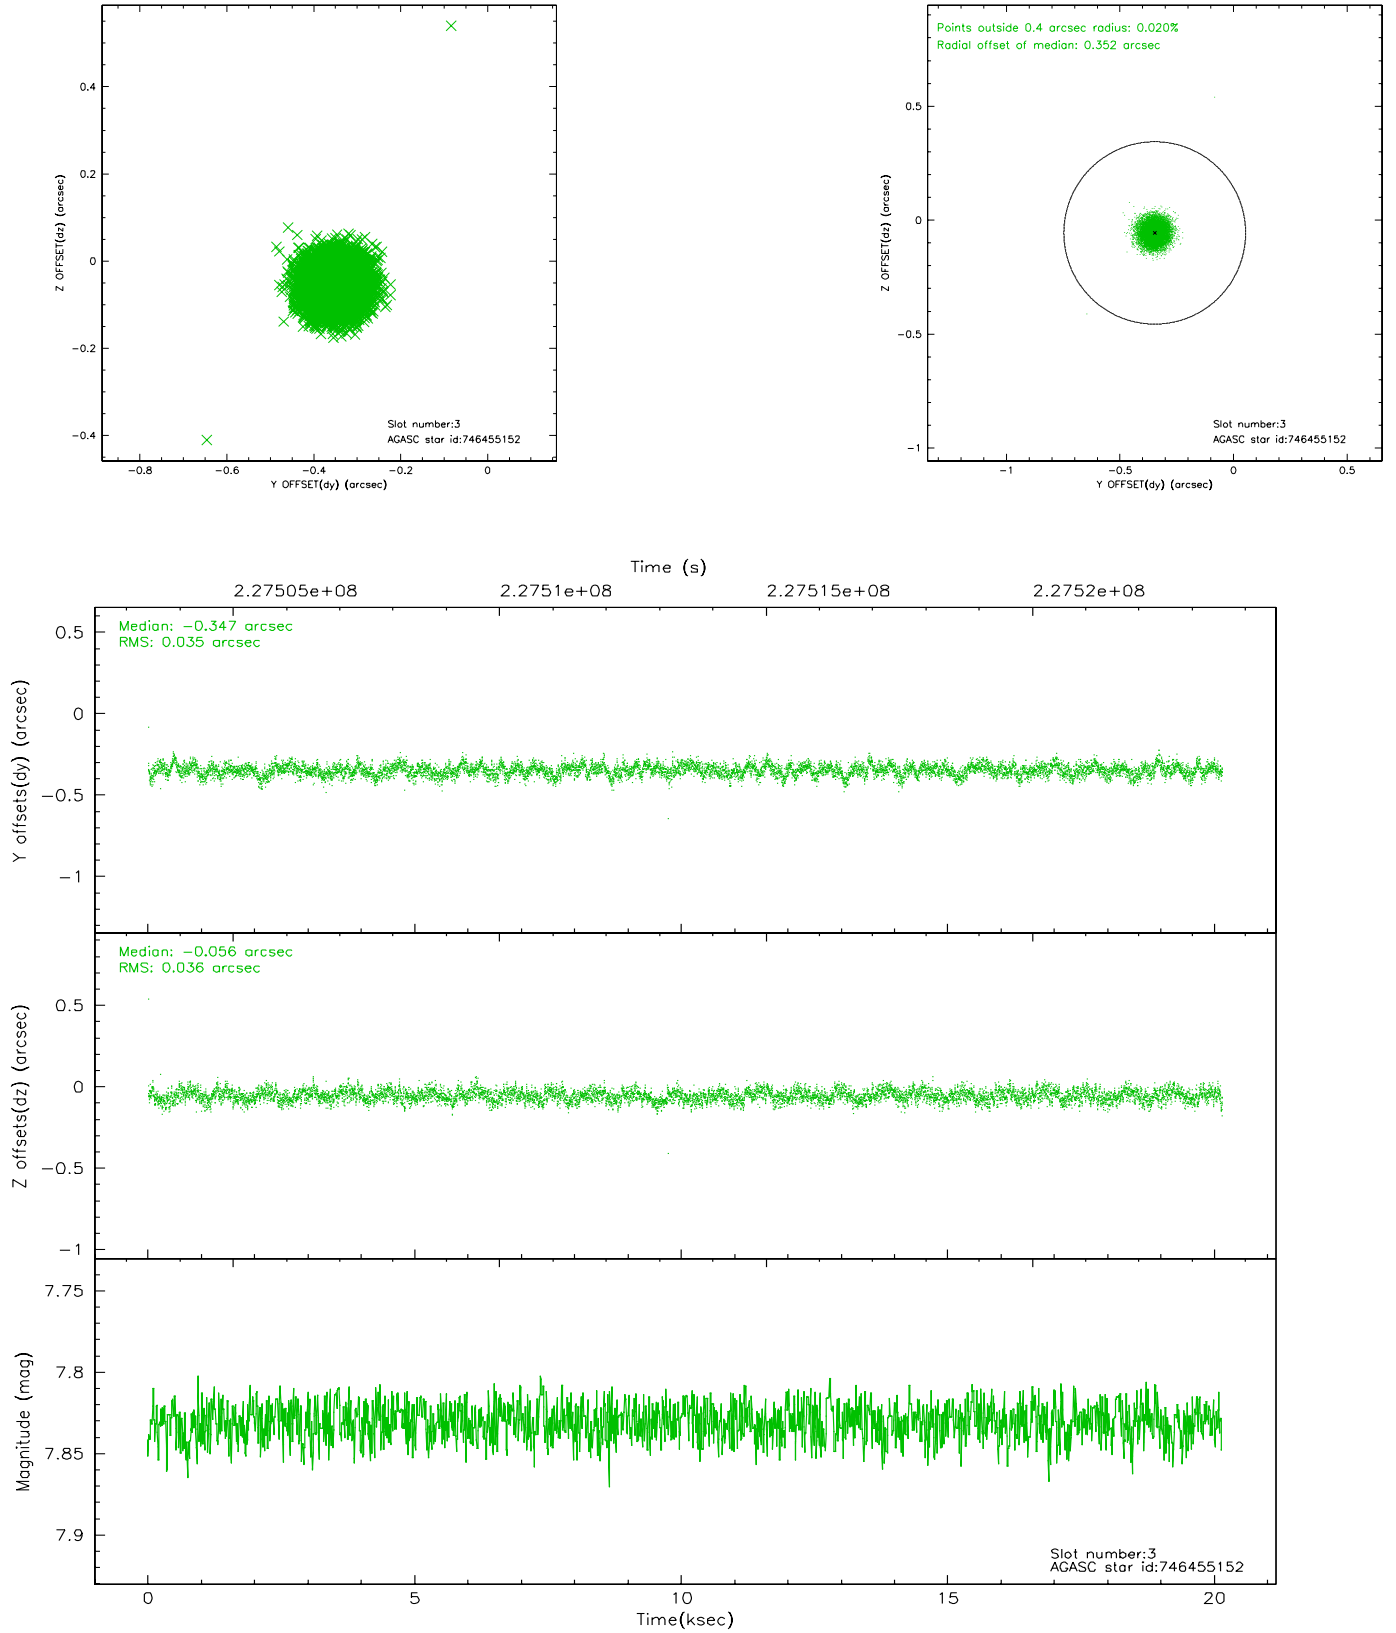 Points outside 0.4 arcsec radius: 0.020%
Radial offset of median: 0.352 arcsec
0.4
0.2
0
−0.2
−0.4
Z OFFSET(dz) (arcsec)
Slot number:3
AGASC star id:746455152
−0.8
−0.6
−0.4
−0.2
0
Y OFFSET(dy) (arcsec)
0.5
0
−0.5
−1
Z OFFSET(dz) (arcsec)
Slot number:3
AGASC star id:746455152
−1
−0.5
0
0.5
Y OFFSET(dy) (arcsec)
Time (s)
2.27505e+08
2.2751e+08
2.27515e+08
2.2752e+08
Median: −0.347 arcsec
RMS: 0.035 arcsec
0.5
0
−0.5
−1
Y offsets(dy) (arcsec)
Median: −0.056 arcsec
RMS: 0.036 arcsec
0.5
0
−0.5
−1
Z offsets(dz) (arcsec)
7.75
7.8
7.85
7.9
Magnitude (mag)
Slot number:3
AGASC star id:746455152
0
5
10
15
20
Time(ksec)